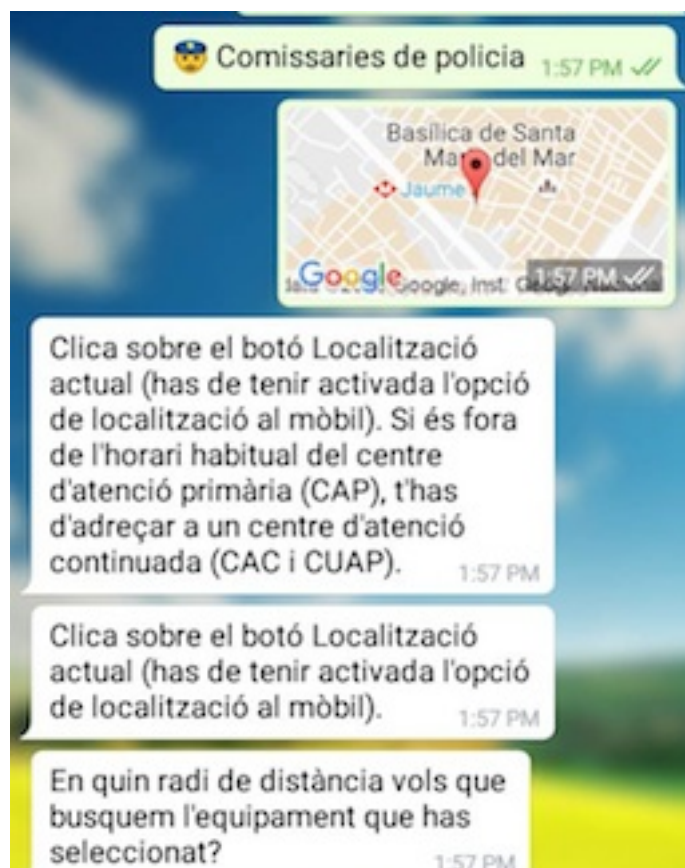 Comissaries de policia 1:57 PM
Basílica de Santa
del Mar
Jaume
Google 1:57 PM
Google, Inst.
Clica sobre el botó Localització
actual (has de tenir activada l'opció
de localització al mòbil). Si és fora
de l'horari habitual del centre
d'atenció primària (CAP), t'has
d'adreçar a un centre d'atenció
continuada (CAC i CUAP). 1:57 PM
Clica sobre el botó Localització
actual (has de tenir activada l'opció
de localització al mòbil). 1:57 PM
En quin radi de distància vols que
busquem l'equipament que has
seleccionat? 1:57 PM